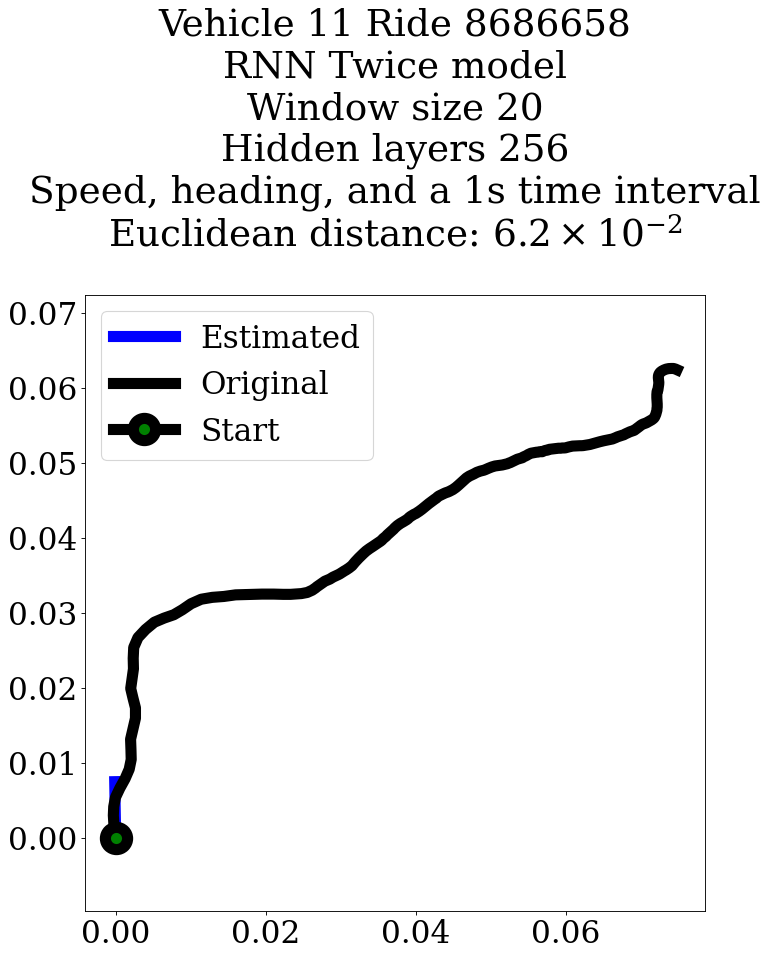 Vehicle 11 Ride 8686658
RNN Twice model
Window size 20
Hidden layers 256
Speed, heading, and a 1s time interval
Euclidean distance: 6.2 × 10⁻²
0.07
0.06
0.05
0.04
0.03
0.02
0.01
0.00
Estimated
Original
Start
0.00 0.02 0.04 0.06